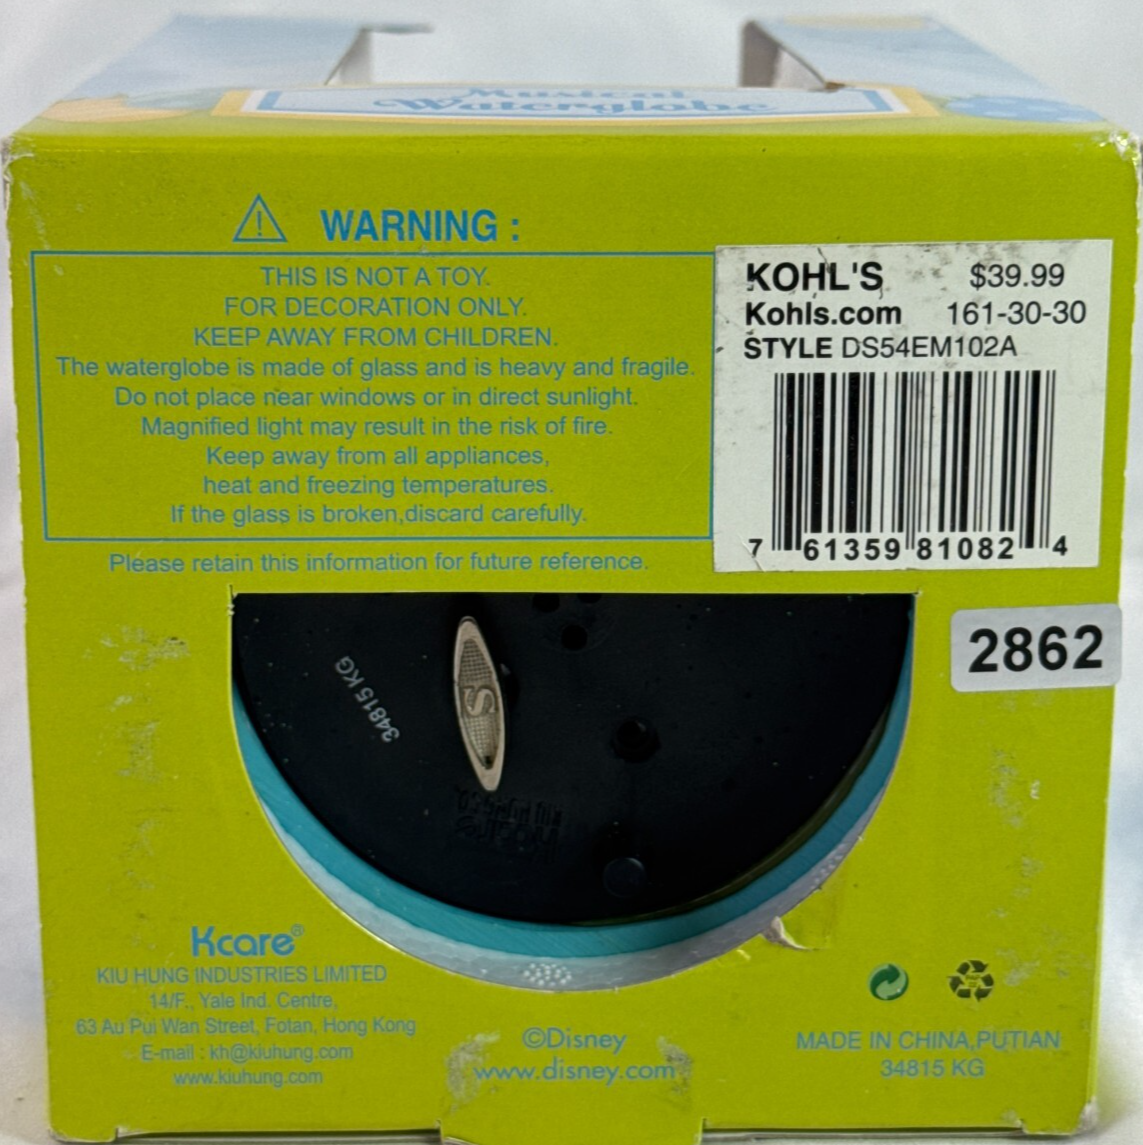 Musical
Waterglobe
WARNING :
THIS IS NOT A TOY.
FOR DECORATION ONLY.
KEEP AWAY FROM CHILDREN.
The waterglobe is made of glass and is heavy and fragile.
Do not place near windows or in direct sunlight.
Magnified light may result in the risk of fire.
Keep away from all appliances,
heat and freezing temperatures.
If the glass is broken,discard carefully.
Please retain this information for future reference.
KOHL'S $39.99
Kohls.com 161-30-30
STYLE DS54EM102A
7 61359 81082 4
2862
34815 KG
S
Kcare®
KIU HUNG INDUSTRIES LIMITED
14/F., Yale Ind. Centre,
63 Au Pui Wan Street, Fotan, Hong Kong
E-mail : kh@kiuhung.com
www.kiuhung.com
©Disney
www.disney.com
MADE IN CHINA,PUTIAN
34815 KG